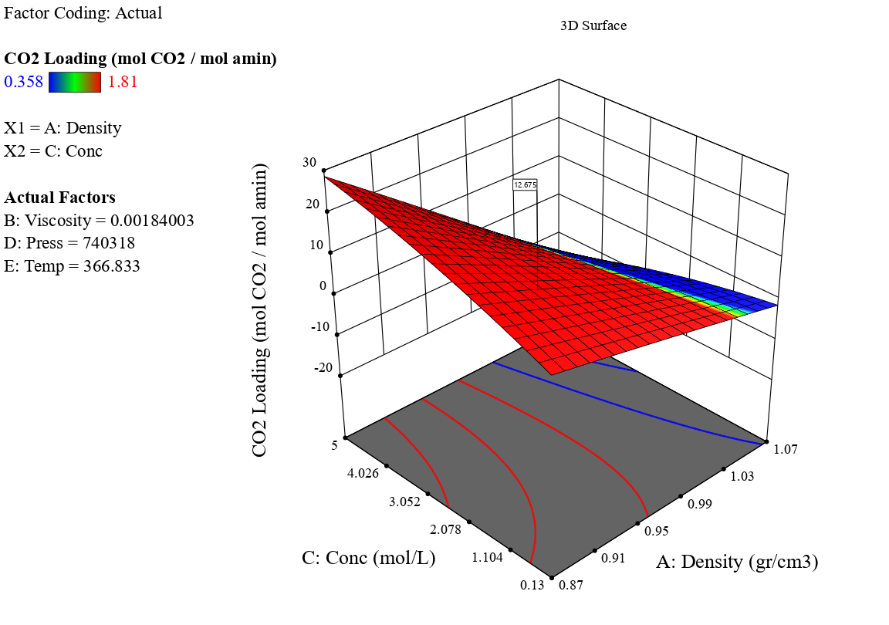 Factor Coding: Actual
3D Surface
CO2 Loading (mol CO2 / mol amin)
0.358 1.81
X1 = A: Density
X2 = C: Conc
Actual Factors
B: Viscosity = 0.00184003
D: Press = 740318
E: Temp = 366.833
CO2 Loading (mol CO2 / mol amin)
30
20
10
0
-10
-20
12.675
5
4.026
3.052
2.078
1.104
0.13
C: Conc (mol/L)
0.87
0.91
0.95
0.99
1.03
1.07
A: Density (gr/cm3)